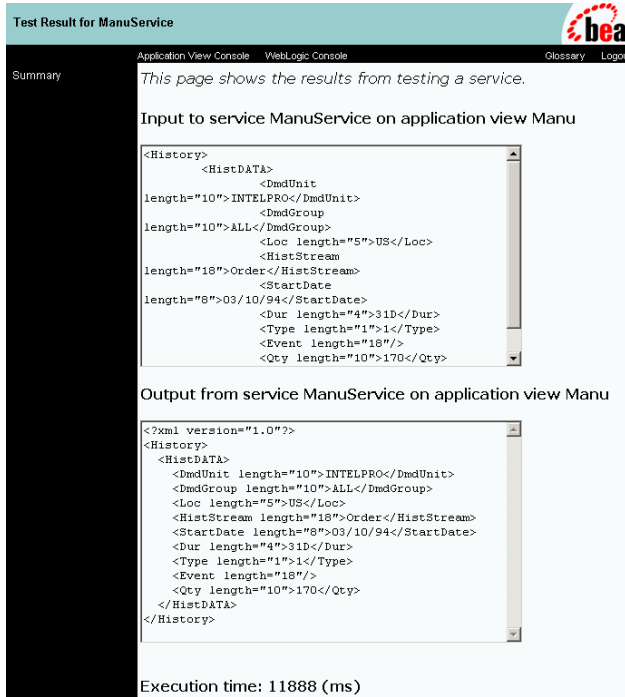 Test Result for ManuService
bea
Application View Console WebLogic Console Glossary Logou
Summary
This page shows the results from testing a service.
Input to service ManuService on application view Manu
<History>
<HistDATA>
<DmdUnit
length="10">INTELPRO</DmdUnit>
<DmdGroup
length="10">ALL</DmdGroup>
<Loc length="5">US</Loc>
<HistStream
length="18">Order</HistStream>
<StartDate
length="8">03/10/94</StartDate>
<Dur length="4">31D</Dur>
<Type length="1">1</Type>
<Event length="18"/>
<Qty length="10">170</Qty>
Output from service ManuService on application view Manu
<?xml version="1.0"?>
<History>
<HistDATA>
<DmdUnit length="10">INTELPRO</DmdUnit>
<DmdGroup length="10">ALL</DmdGroup>
<Loc length="5">US</Loc>
<HistStream length="18">Order</HistStream>
<StartDate length="8">03/10/94</StartDate>
<Dur length="4">31D</Dur>
<Type length="1">1</Type>
<Event length="18"/>
<Qty length="10">170</Qty>
</HistDATA>
</History>
Execution time: 11888 (ms)